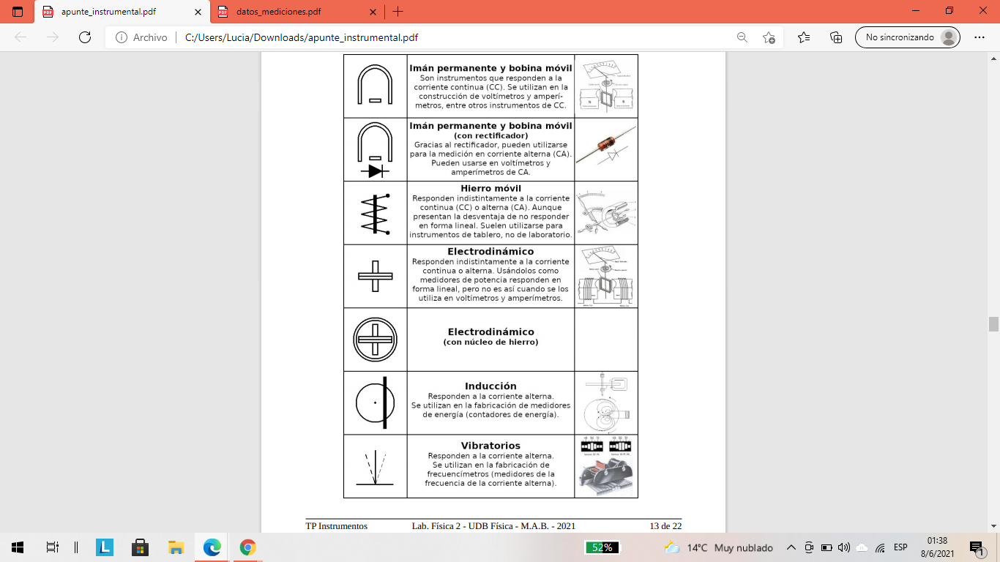 apunte_instrumental.pdf
datos_mediciones.pdf
Archivo
C:/Users/Lucia/Downloads/apunte_instrumental.pdf
No sincronizando
Imán permanente y bobina móvil
Son instrumentos que responden a la
corriente continua (CC). Se utilizan en la
construcción de voltímetros y amperí-
metros, entre otros instrumentos de CC.
Imán permanente y bobina móvil
(con rectificador)
Gracias al rectificador, pueden utilizarse
para la medición en corriente alterna (CA).
Pueden usarse en voltímetros y
amperímetros de CA.
Hierro móvil
Responden indistintamente a la corriente
continua (CC) o alterna (CA). Aunque
presentan la desventaja de no responder
en forma lineal. Suelen utilizarse para
instrumentos de tablero, no de laboratorio.
Electrodinámico
Responden indistintamente a la corriente
continua o alterna. Usándolos como
medidores de potencia responden en
forma lineal, pero no es así cuando se los
utiliza en voltímetros y amperímetros.
Electrodinámico
(con núcleo de hierro)
Inducción
Responden a la corriente alterna.
Se utilizan en la fabricación de medidores
de energía (contadores de energía).
Vibratorios
Responden a la corriente alterna.
Se utilizan en la fabricación de
frecuencímetros (medidores de la
frecuencia de la corriente alterna).
TP Instrumentos
Lab. Física 2 - UDB Física - M.A.B. - 2021
13 de 22
52%
14°C Muy nublado
ESP
01:38
8/6/2021
1